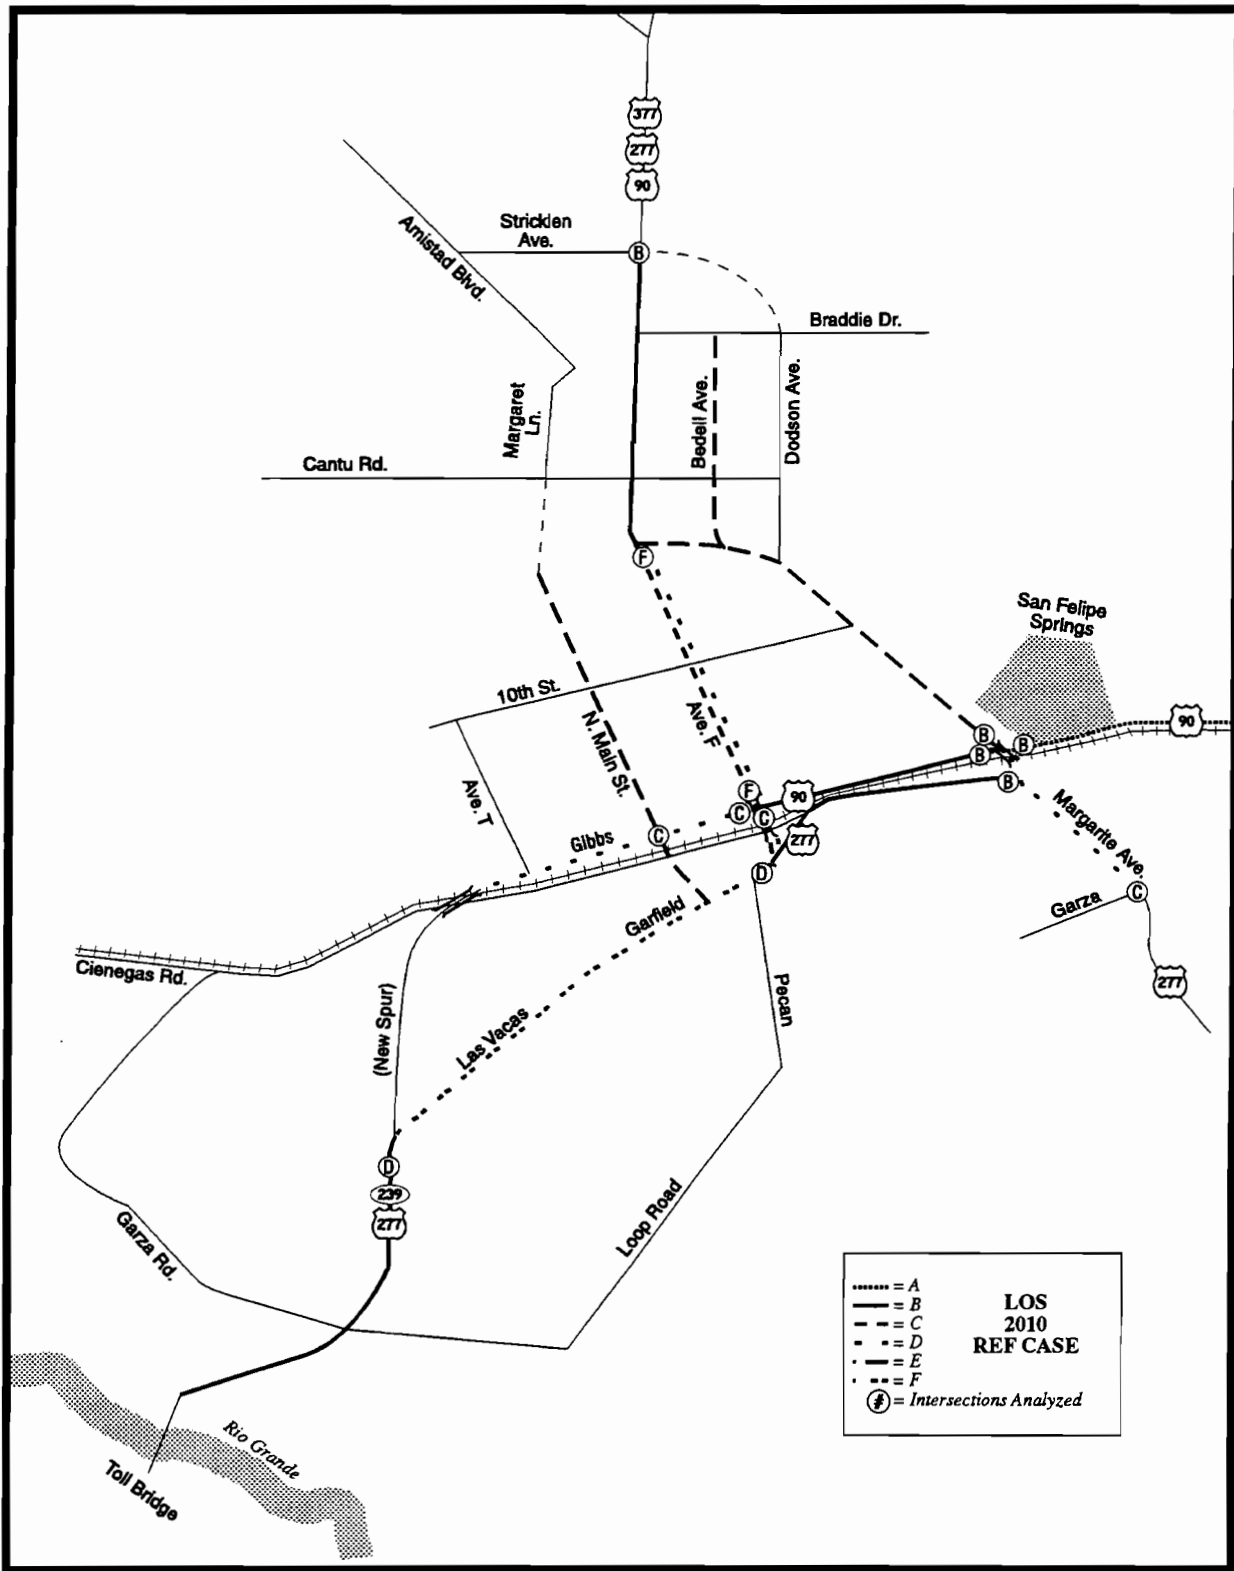 377
277
90
Stricklen
Ave.
B
Amistad Blvd.
Braddie Dr.
Margaret
Ln.
Bedell Ave.
Dodson Ave.
Cantu Rd.
F
San Felipe
Springs
10th St.
N. Main St.
Ave. F
90
B
B
B
B
Ave. T
F
90
C
C
277
C
Gibbs
Margarite Ave.
D
C
Garza
Garfield
Cienegas Rd.
277
Pecan
(New Spur)
Las Vacas
D
239
277
Loop Road
Garza Rd.
= A
= B
= C
= D
= E
= F
# = Intersections Analyzed
LOS
2010
REF CASE
Rio Grande
Toll Bridge